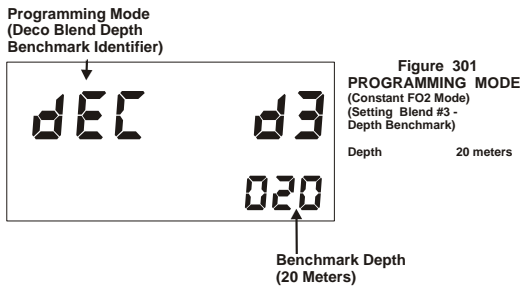 Programming Mode
(Deco Blend Depth
Benchmark Identifier)
dEC d3
020
Benchmark Depth
(20 Meters)
Figure 301
PROGRAMMING MODE
(Constant FO2 Mode)
(Setting Blend #3 -
Depth Benchmark)
Depth 20 meters